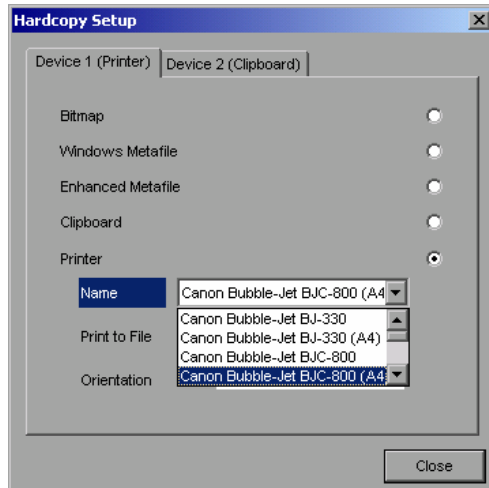 Hardcopy Setup
Device 1 (Printer) Device 2 (Clipboard)
Bitmap
Windows Metafile
Enhanced Metafile
Clipboard
Printer
Name Canon Bubble-Jet BJC-800 (A4
Canon Bubble-Jet BJ-330
Print to File Canon Bubble-Jet BJ-330 (A4)
Canon Bubble-Jet BJC-800
Orientation Canon Bubble-Jet BJC-800 (A4
Close